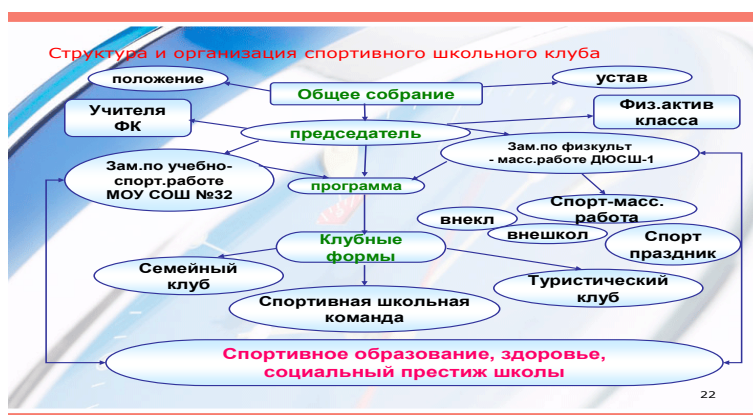 Структура и организация спортивного школьного клуба
положение
устав
Общее собрание
Учителя
ФК
Физ.актив
класса
председатель
Зам.по физкульт
- масс.работе ДЮСШ-1
Зам.по учебно-
спорт.работе
МОУ СОШ №32
программа
Спорт-масс.
работа
внекл
внешкол
Спорт
праздник
Клубные
формы
Семейный
клуб
Туристический
клуб
Спортивная школьная
команда
Спортивное образование, здоровье,
социальный престиж школы
22